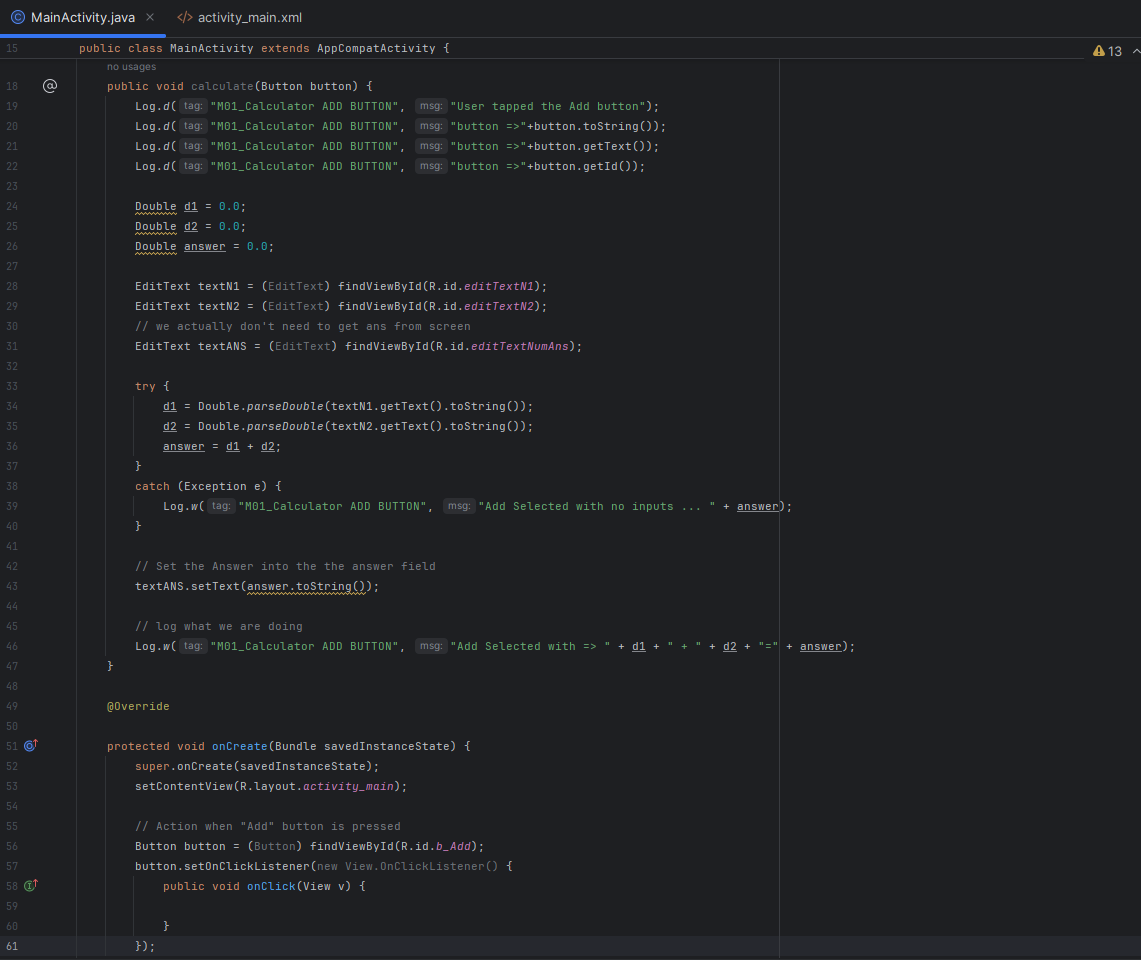 MainActivity.java × </> activity_main.xml
15 public class MainActivity extends AppCompatActivity { 13
no usages
18 @ public void calculate(Button button) {
19 Log.d( tag: "M01_Calculator ADD BUTTON", msg: "User tapped the Add button");
20 Log.d( tag: "M01_Calculator ADD BUTTON", msg: "button =>"+button.toString());
21 Log.d( tag: "M01_Calculator ADD BUTTON", msg: "button =>"+button.getText());
22 Log.d( tag: "M01_Calculator ADD BUTTON", msg: "button =>"+button.getId());
23
24 Double d1 = 0.0;
25 Double d2 = 0.0;
26 Double answer = 0.0;
27
28 EditText textN1 = (EditText) findViewById(R.id.editTextN1);
29 EditText textN2 = (EditText) findViewById(R.id.editTextN2);
30 // we actually don't need to get ans from screen
31 EditText textANS = (EditText) findViewById(R.id.editTextNumAns);
32
33 try {
34 d1 = Double.parseDouble(textN1.getText().toString());
35 d2 = Double.parseDouble(textN2.getText().toString());
36 answer = d1 + d2;
37 }
38 catch (Exception e) {
39 Log.w( tag: "M01_Calculator ADD BUTTON", msg: "Add Selected with no inputs ... " + answer);
40 }
41
42 // Set the Answer into the the answer field
43 textANS.setText(answer.toString());
44
45 // log what we are doing
46 Log.w( tag: "M01_Calculator ADD BUTTON", msg: "Add Selected with => " + d1 + " + " + d2 + "=" + answer);
47 }
48
49 @Override
50
51 protected void onCreate(Bundle savedInstanceState) {
52 super.onCreate(savedInstanceState);
53 setContentView(R.layout.activity_main);
54
55 // Action when "Add" button is pressed
56 Button button = (Button) findViewById(R.id.b_Add);
57 button.setOnClickListener(new View.OnClickListener() {
58 public void onClick(View v) {
59
60 }
61 });